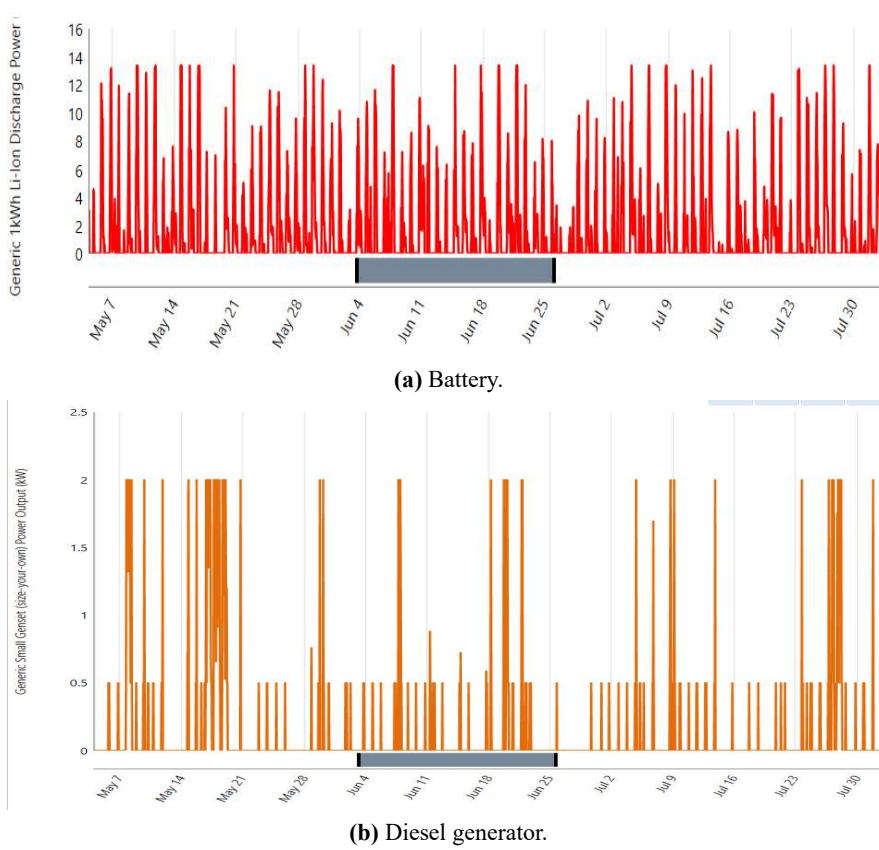 Generic 1kWh Li-Ion Discharge Power
16
14
12
10
8
6
4
2
0
May 7
May 14
May 21
May 28
Jun 4
Jun 11
Jun 18
Jun 25
Jul 2
Jul 9
Jul 16
Jul 23
Jul 30
(a) Battery.
Generic Small Genset (size-your-own) Power Output (kW)
2.5
2
1.5
1
0.5
0
May 7
May 14
May 21
May 28
Jun 4
Jun 11
Jun 18
Jun 25
Jul 2
Jul 9
Jul 16
Jul 23
Jul 30
(b) Diesel generator.